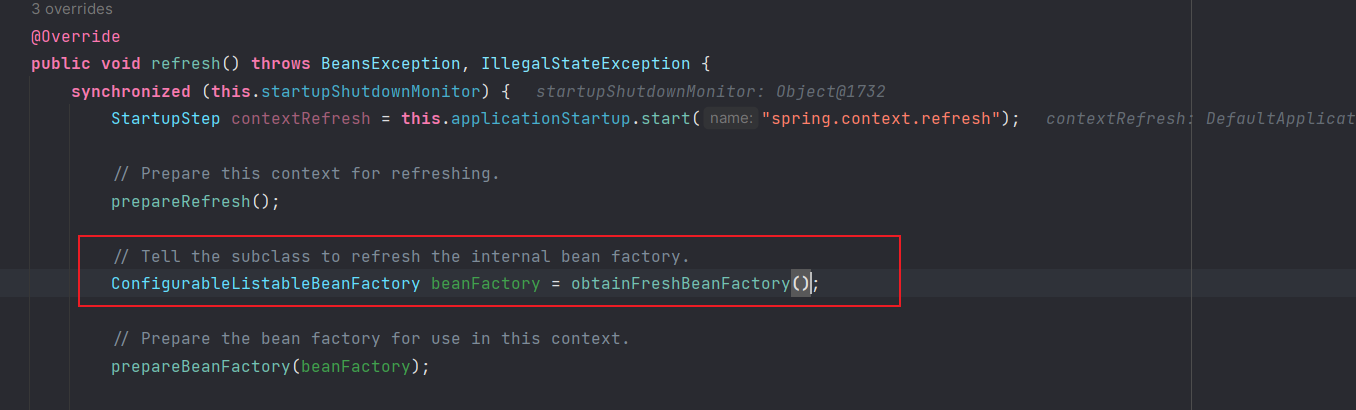 3 overrides
@Override
public void refresh() throws BeansException, IllegalStateException {
synchronized (this.startupShutdownMonitor) { startupShutdownMonitor: Object@1732
StartupStep contextRefresh = this.applicationStartup.start( name: "spring.context.refresh"); contextRefresh: DefaultApplicat
// Prepare this context for refreshing.
prepareRefresh();
// Tell the subclass to refresh the internal bean factory.
ConfigurableListableBeanFactory beanFactory = obtainFreshBeanFactory();
// Prepare the bean factory for use in this context.
prepareBeanFactory(beanFactory);